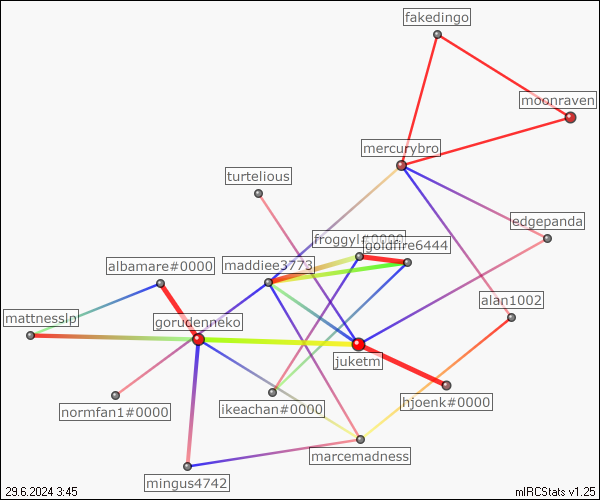 fakedingo
moonraven
mercurybro
turtelious
edgepanda
froggyl#0000
goldfire6444
albamare#0000
maddiee3773
alan1002
mattnesslp
gorudenneko
juketm
hjoenk#0000
normfan1#0000
ikeachan#0000
marcemadness
mingus4742
29.6.2024 3:45
mIRCStats v1.25